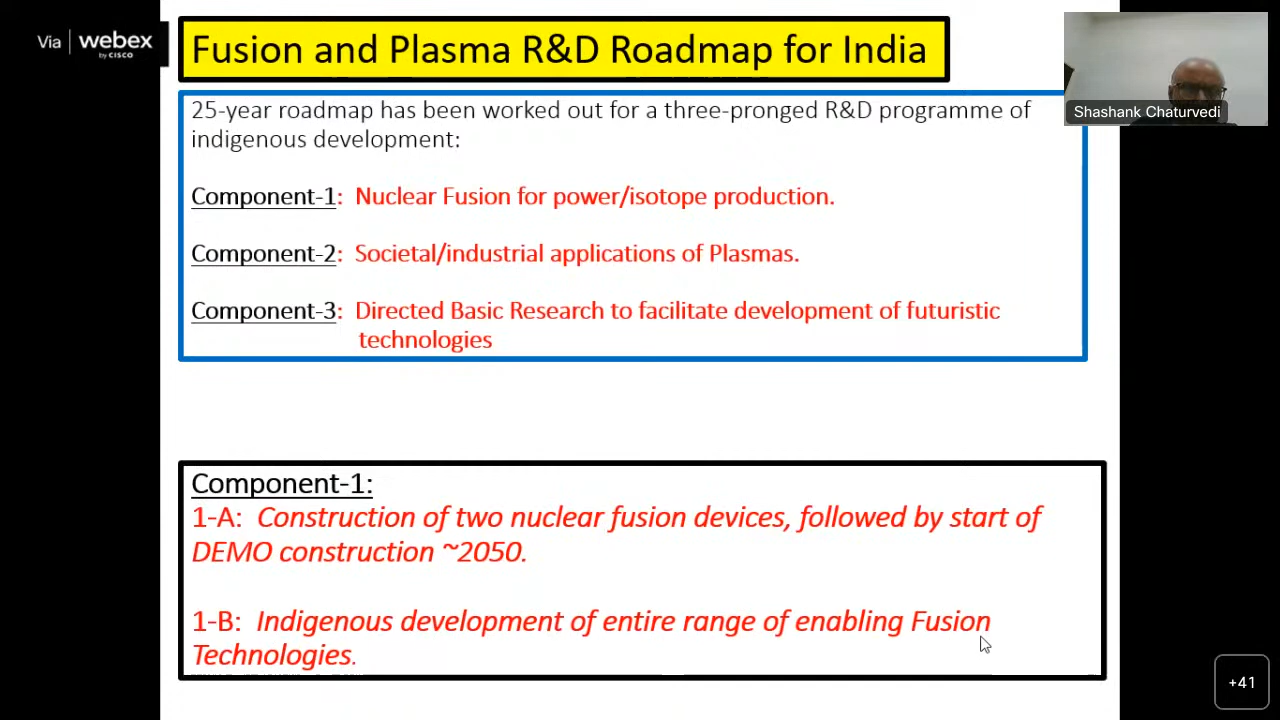 Via webex
by CISCO
Fusion and Plasma R&D Roadmap for India
Shashank Chaturvedi
25-year roadmap has been worked out for a three-pronged R&D programme of
indigenous development:
Component-1: Nuclear Fusion for power/isotope production.
Component-2: Societal/industrial applications of Plasmas.
Component-3: Directed Basic Research to facilitate development of futuristic
technologies
Component-1:
1-A: Construction of two nuclear fusion devices, followed by start of
DEMO construction ~2050.
1-B: Indigenous development of entire range of enabling Fusion
Technologies.
+41